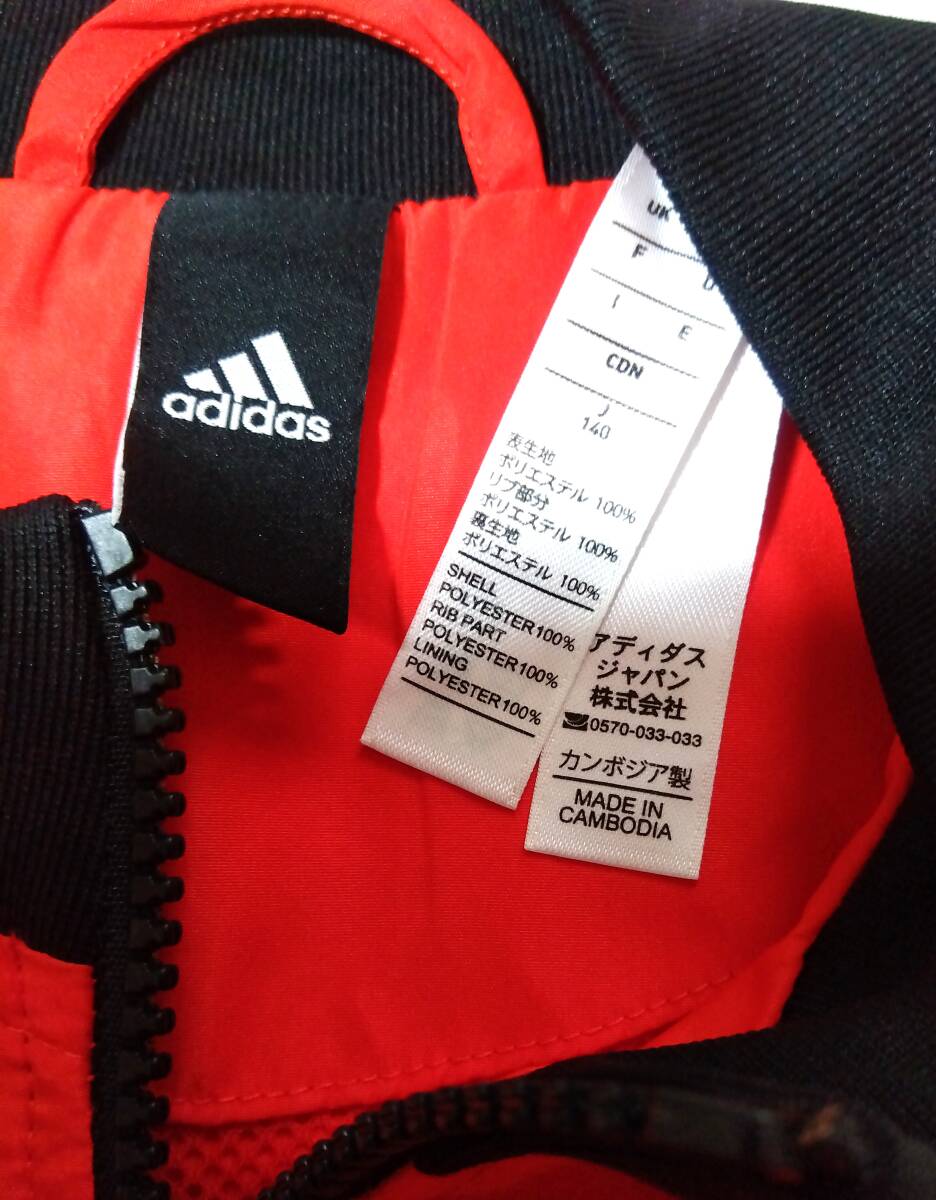 adidas
UK
F D
I E
CDN
J
140
表生地
ポリエステル 100%
リブ部分
ポリエステル 100%
裏生地
ポリエステル 100%
SHELL
POLYESTER100%
RIB PART
POLYESTER100%
LINING
POLYESTER100%
アディダス
ジャパン
株式会社
0570-033-033
カンボジア製
MADE IN
CAMBODIA